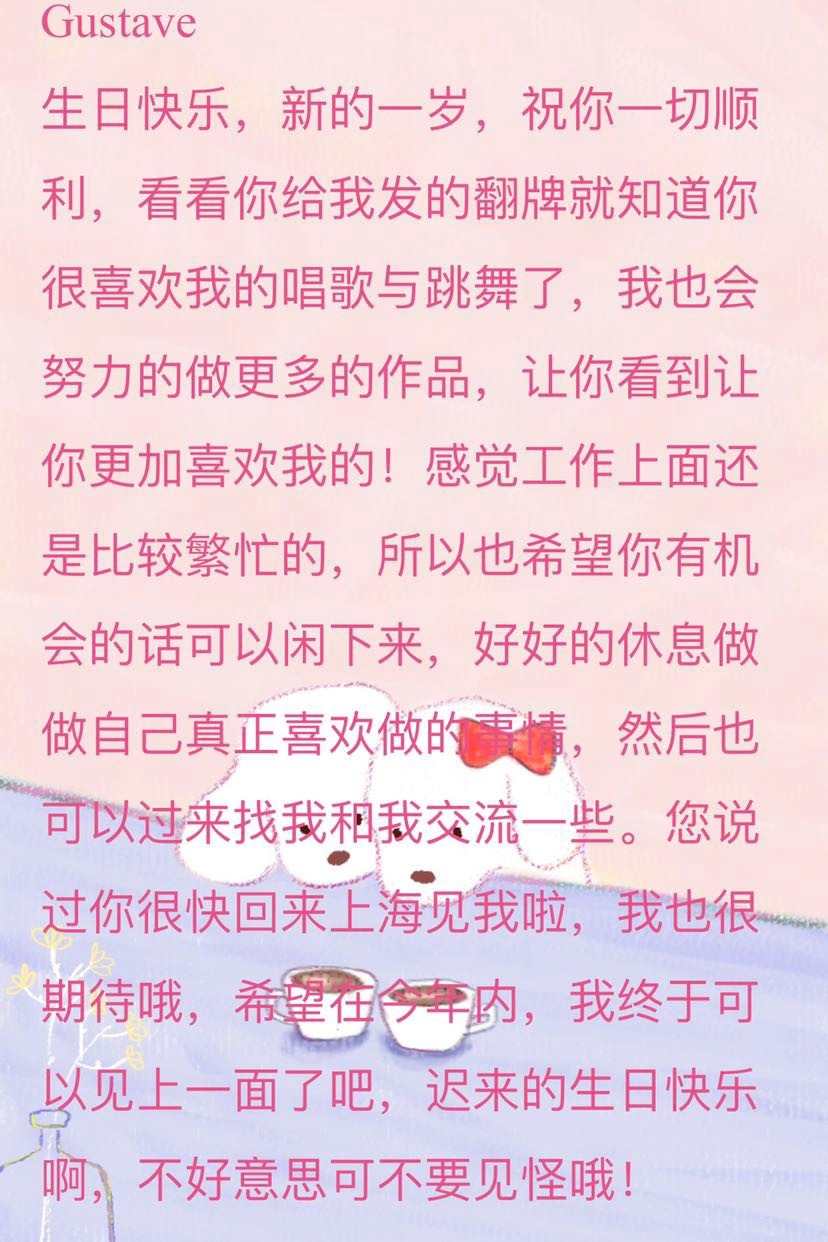 Gustave
生日快乐，新的一岁，祝你一切顺
利，看看你给我发的翻牌就知道你
很喜欢我的唱歌与跳舞了，我也会
努力的做更多的作品，让你看到让
你更加喜欢我的！感觉工作上面还
是比较繁忙的，所以也希望你有机
会的话可以闲下来，好好的休息做
做自己真正喜欢做的事情，然后也
可以过来找我和我交流一些。您说
过你很快回来上海见我啦，我也很
期待哦，希望在今年内，我终于可
以见上一面了吧，迟来的生日快乐
啊，不好意思可不要见怪哦！